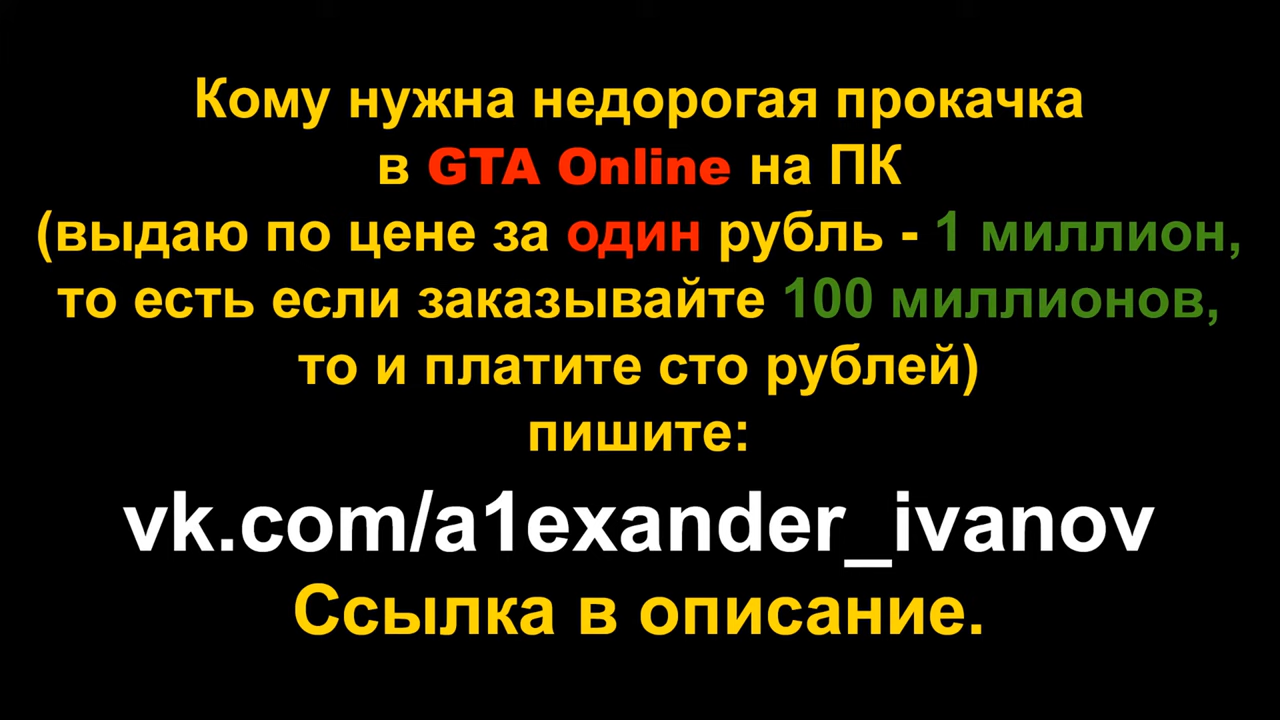 Кому нужна недорогая прокачка
в GTA Online на ПК
(выдаю по цене за один рубль - 1 миллион,
то есть если заказывайте 100 миллионов,
то и платите сто рублей)
пишите:
vk.com/a1exander_ivanov
Ссылка в описание.